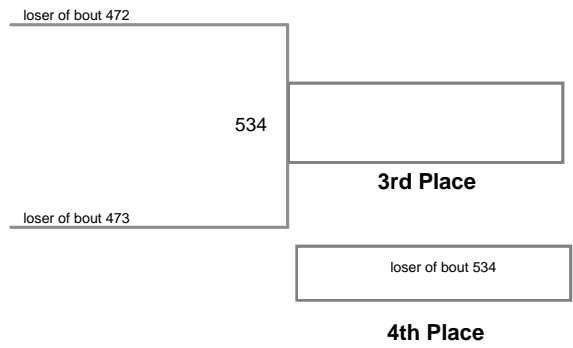 loser of bout 472
534
3rd Place
loser of bout 473
loser of bout 534
4th Place